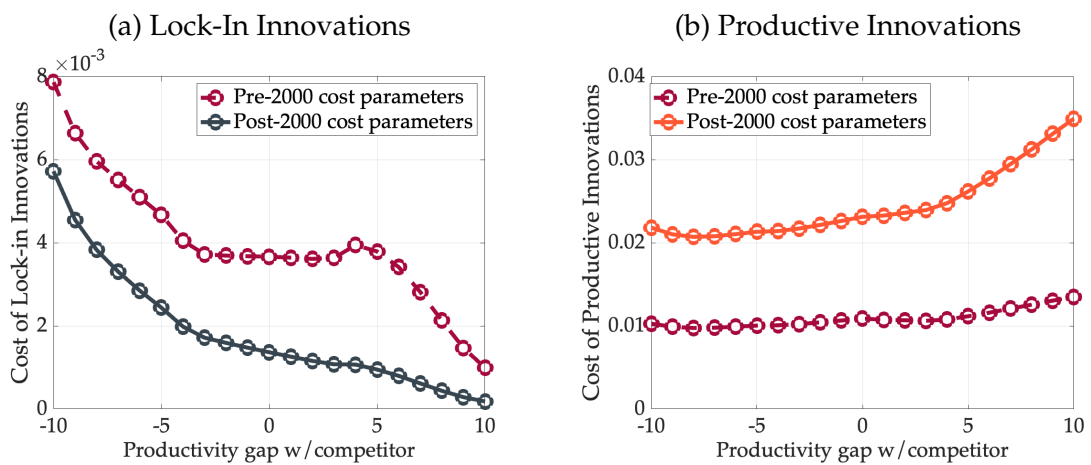 (a) Lock-In Innovations
×10⁻³
8
6
4
2
0
-10
-5
0
5
10
Cost of Lock-in Innovations
Productivity gap w/competitor
Pre-2000 cost parameters
Post-2000 cost parameters
(b) Productive Innovations
0.04
0.03
0.02
0.01
0
-10
-5
0
5
10
Cost of Productive Innovations
Productivity gap w/competitor
Pre-2000 cost parameters
Post-2000 cost parameters